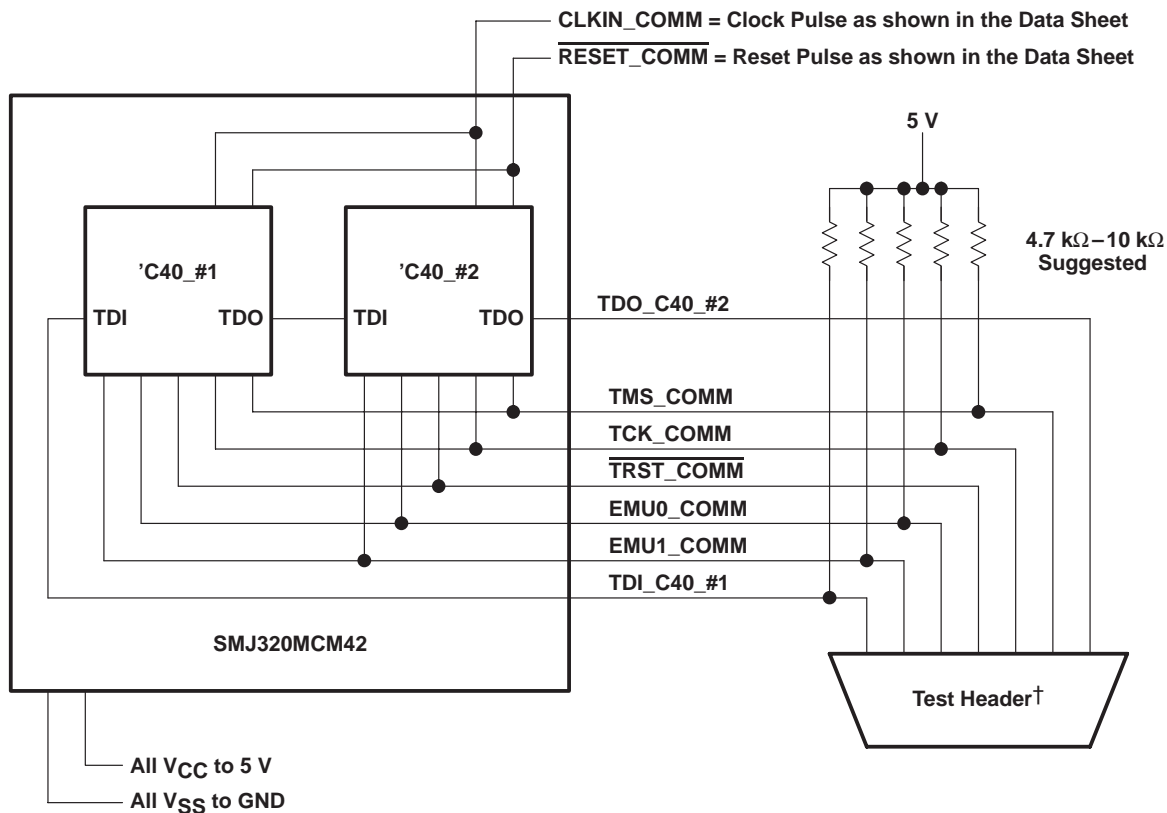 CLKIN_COMM = Clock Pulse as shown in the Data Sheet
RESET_COMM = Reset Pulse as shown in the Data Sheet
5 V
4.7 kΩ–10 kΩ
Suggested
'C40_#1
'C40_#2
TDI
TDO
TDI
TDO
TDO_C40_#2
TMS_COMM
TCK_COMM
TRST_COMM
EMU0_COMM
EMU1_COMM
TDI_C40_#1
SMJ320MCM42
Test Header†
All VCC to 5 V
All VSS to GND